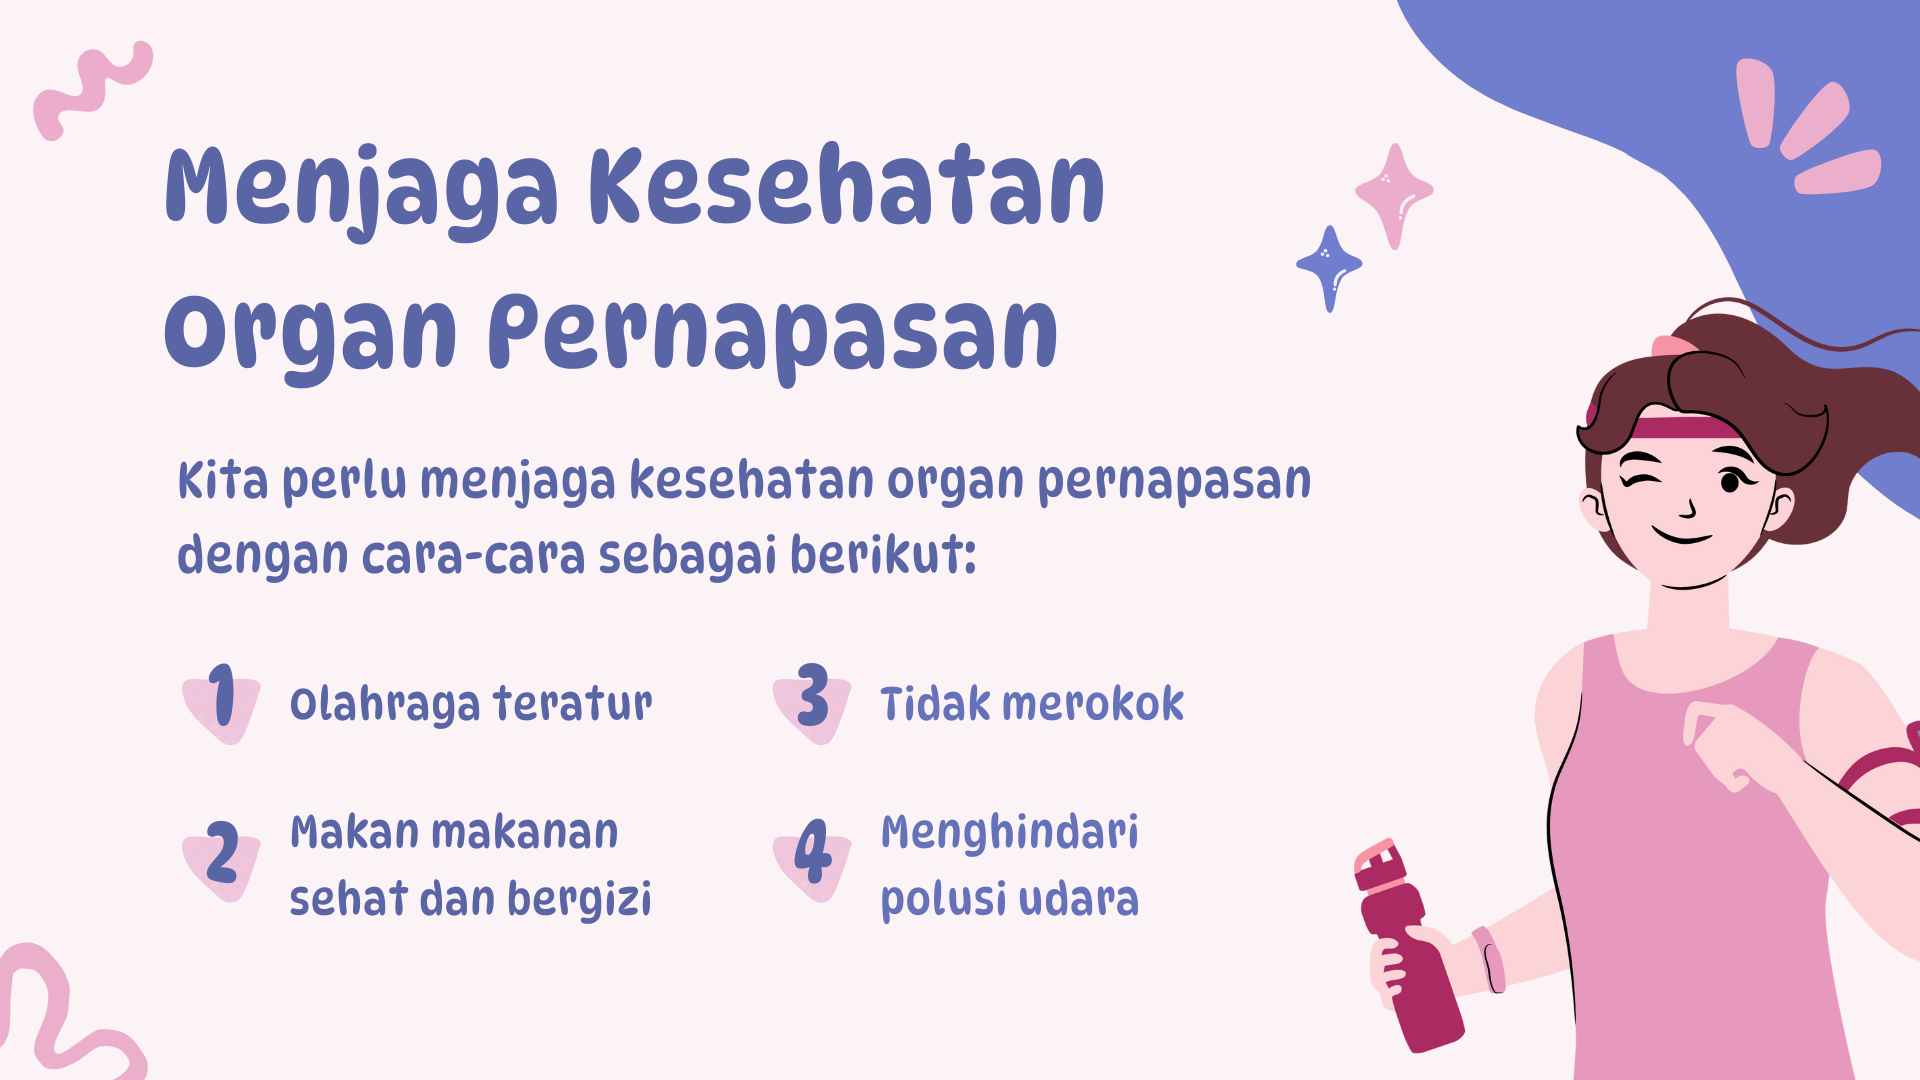 Menjaga Kesehatan
Organ Pernapasan
Kita perlu menjaga kesehatan organ pernapasan
dengan cara-cara sebagai berikut:
1 Olahraga teratur
2 Makan makanan
sehat dan bergizi
3 Tidak merokok
4 Menghindari
polusi udara